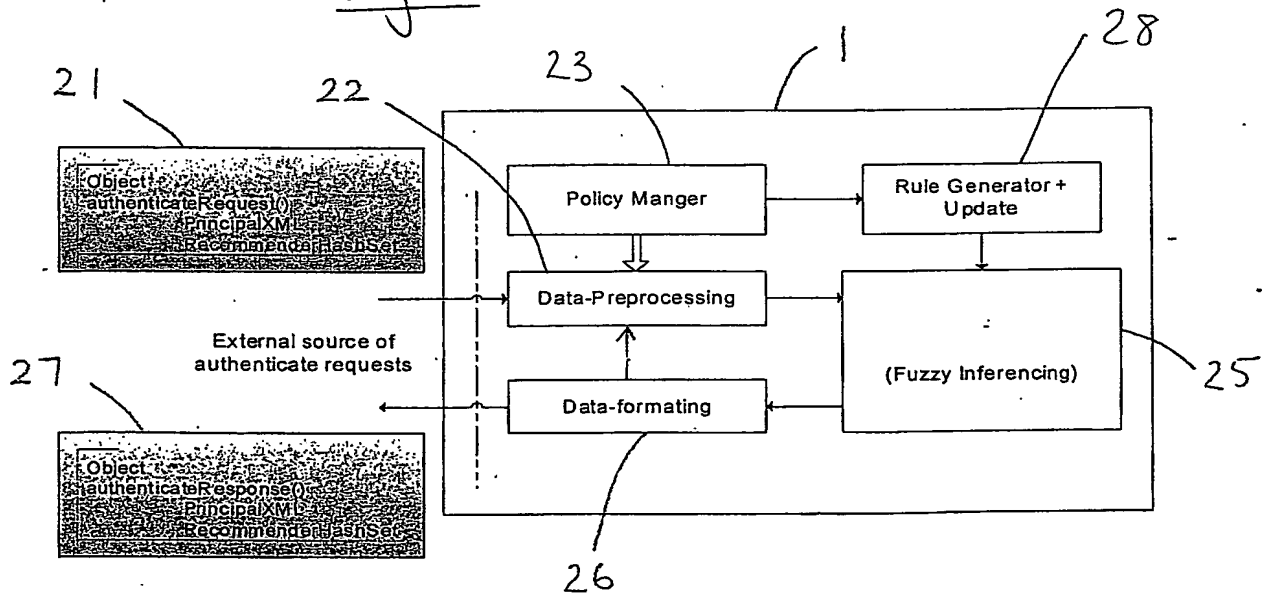 28
1
23
21
22
Object
authenticateRequest()
PrincipalXML
RecommenderHashSet
Policy Manger
Rule Generator +
Update
Data-Preprocessing
External source of
authenticate requests
(Fuzzy Inferencing)
25
27
Data-formating
Object
authenticateResponse()
PrincipalXML
RecommenderHashSet
26